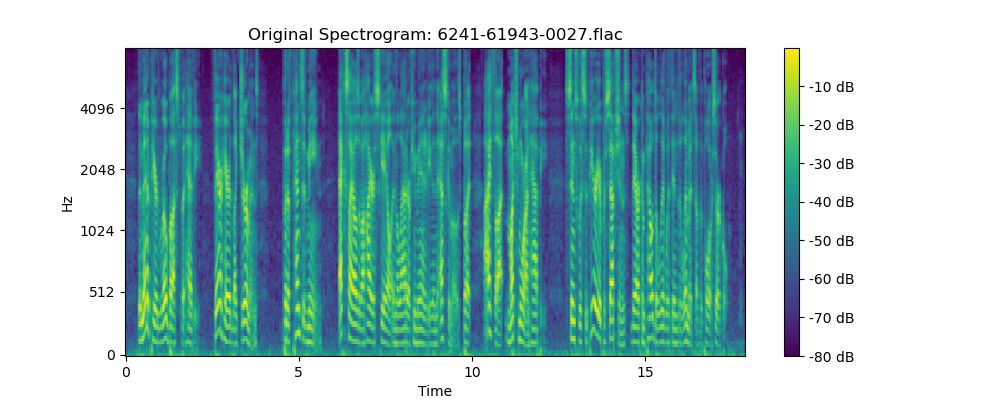 Original Spectrogram: 6241-61943-0027.flac
Hz
4096
2048
1024
512
0
0 5 10 15
Time
-10 dB
-20 dB
-30 dB
-40 dB
-50 dB
-60 dB
-70 dB
-80 dB